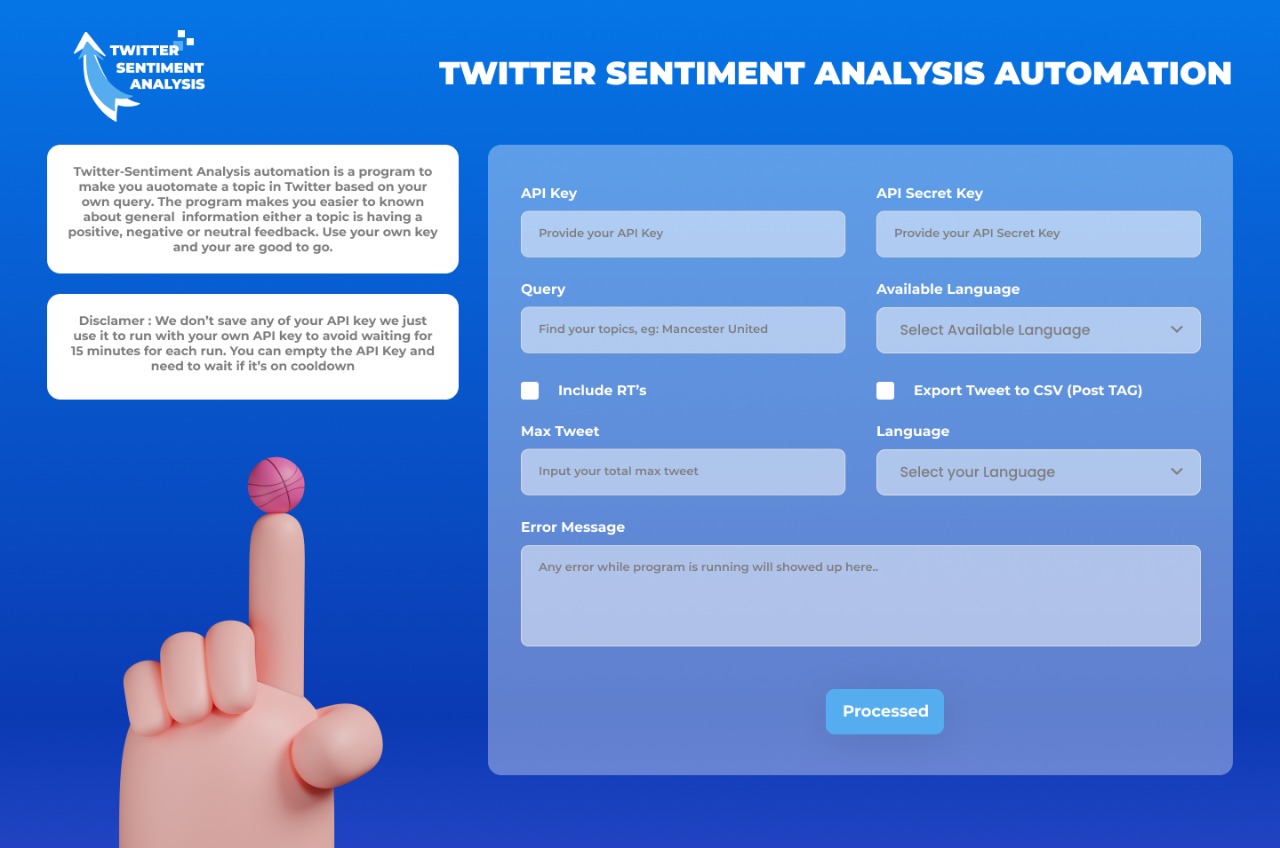 TWITTER
SENTIMENT
ANALYSIS
TWITTER SENTIMENT ANALYSIS AUTOMATION
Twitter-Sentiment Analysis automation is a program to
make you auotomate a topic in Twitter based on your
own query. The program makes you easier to known
about general  information either a topic is having a
positive, negative or neutral feedback. Use your own key
and your are good to go.
Disclamer : We don’t save any of your API key we just
use it to run with your own API key to avoid waiting for
15 minutes for each run. You can empty the API Key and
need to wait if it’s on cooldown
API Key
Provide your API Key
API Secret Key
Provide your API Secret Key
Query
Find your topics, eg: Mancester United
Available Language
Select Available Language
Include RT’s
Export Tweet to CSV (Post TAG)
Max Tweet
Input your total max tweet
Language
Select your Language
Error Message
Any error while program is running will showed up here..
Processed